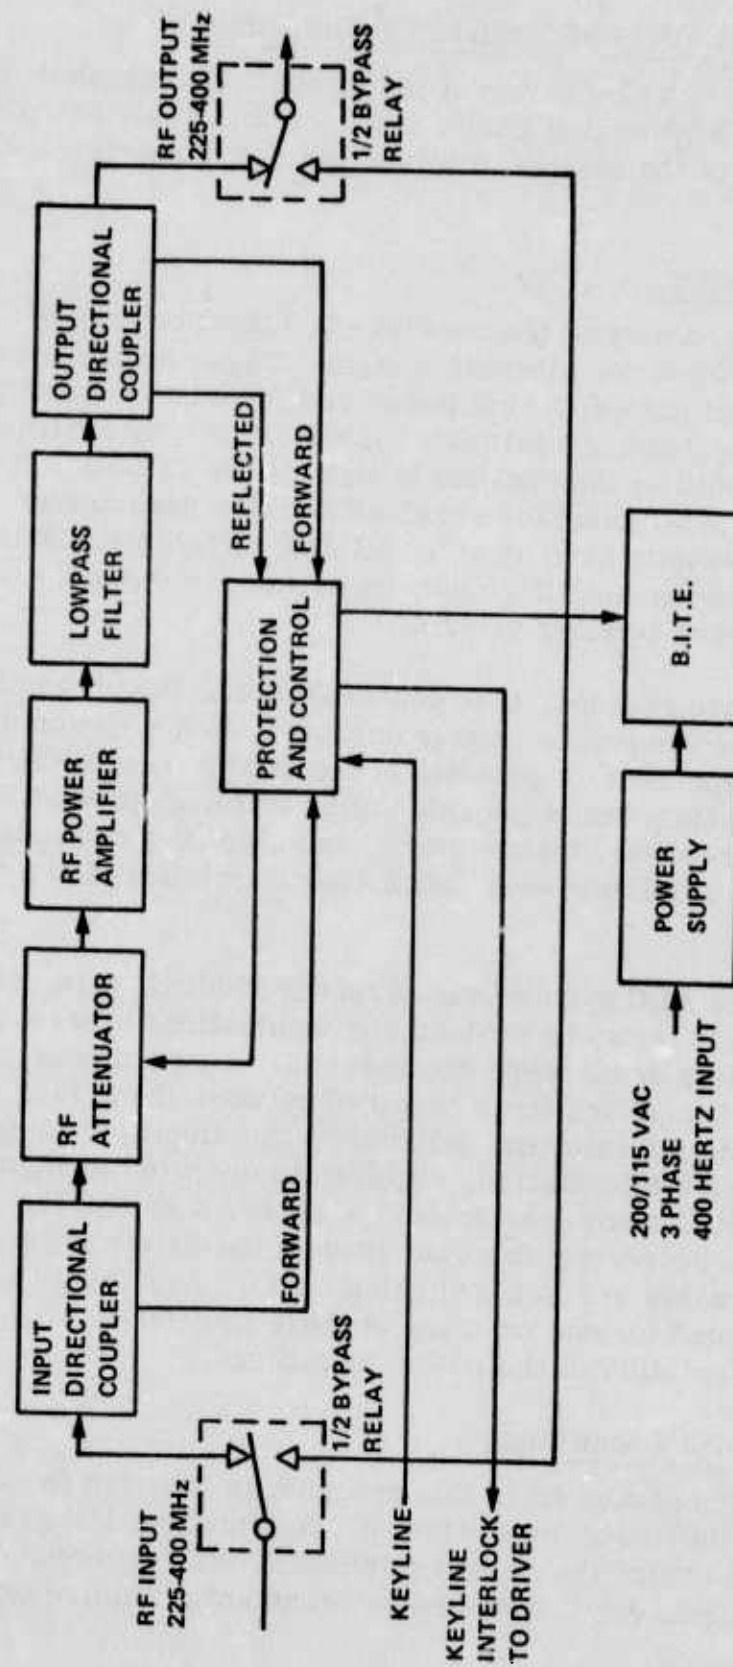 RF INPUT
225-400 MHz
1/2 BYPASS
RELAY
INPUT
DIRECTIONAL
COUPLER
RF
ATTENUATOR
RF POWER
AMPLIFIER
LOWPASS
FILTER
OUTPUT
DIRECTIONAL
COUPLER
RF OUTPUT
225-400 MHz
1/2 BYPASS
RELAY
FORWARD
REFLECTED
FORWARD
PROTECTION
AND CONTROL
KEYLINE
KEYLINE
INTERLOCK
TO DRIVER
200/115 VAC
3 PHASE
400 HERTZ INPUT
POWER
SUPPLY
B.I.T.E.